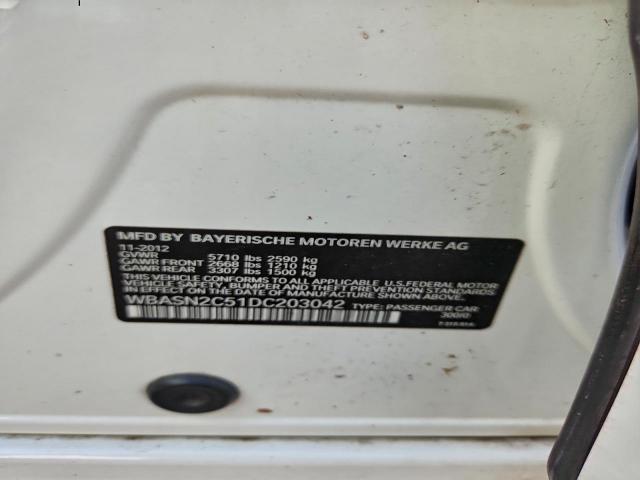 MFD BY BAYERISCHE MOTOREN WERKE AG
11-2012
GVWR 5710 lbs 2590 kg
GAWR FRONT 2668 lbs 1210 kg
GAWR REAR 3307 lbs 1500 kg
THIS VEHICLE CONFORMS TO ALL APPLICABLE U.S.FEDERAL MOTOR
VEHICLE SAFETY, BUMPER, AND THEFT PREVENTION STANDARDS
IN EFFECT ON THE DATE OF MANUFACTURE SHOWN ABOVE.
WBASN2C51DC203042 TYPE: PASSENGER CAR
300/0